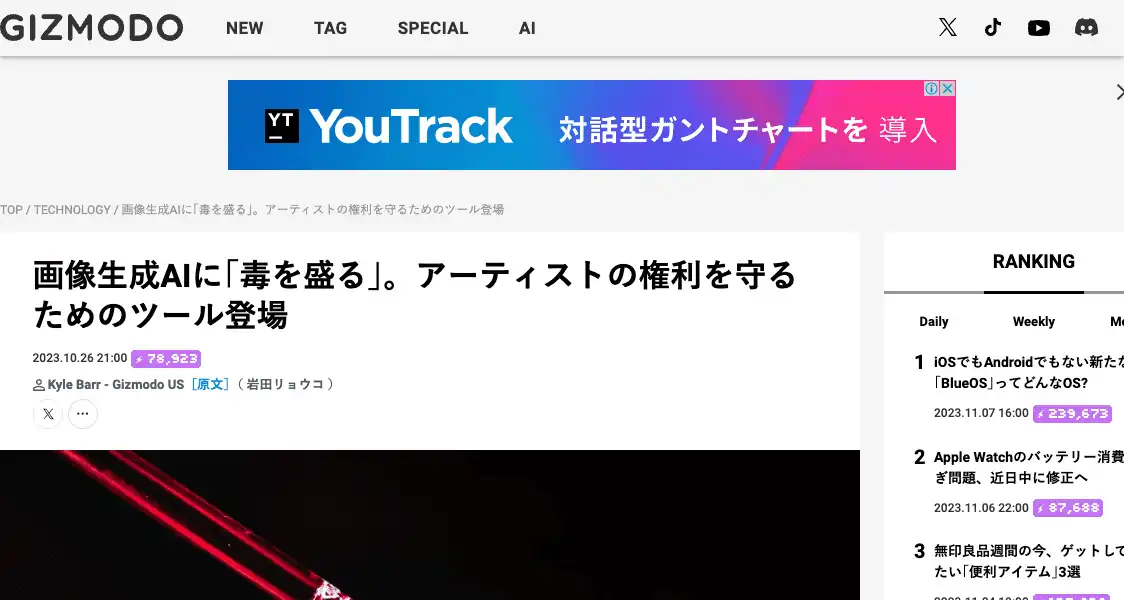 GIZMODO
NEW TAG SPECIAL AI
YT YouTrack 対話型ガントチャートを 導入
TOP / TECHNOLOGY / 画像生成AIに｢毒を盛る｣。アーティストの権利を守るためのツール登場
画像生成AIに｢毒を盛る｣。アーティストの権利を守る
ためのツール登場
2023.10.26 21:00 78,923
Kyle Barr - Gizmodo US［原文］（ 岩田リョウコ ）
RANKING
Daily Weekly
1 iOSでもAndroidでもない新たな
｢BlueOS｣ってどんなOS?
2023.11.07 16:00 239,673
2 Apple Watchのバッテリー消費
ぎ問題、近日中に修正へ
2023.11.06 22:00 87,688
3 無印良品週間の今、ゲットして
たい｢便利アイテム｣3選